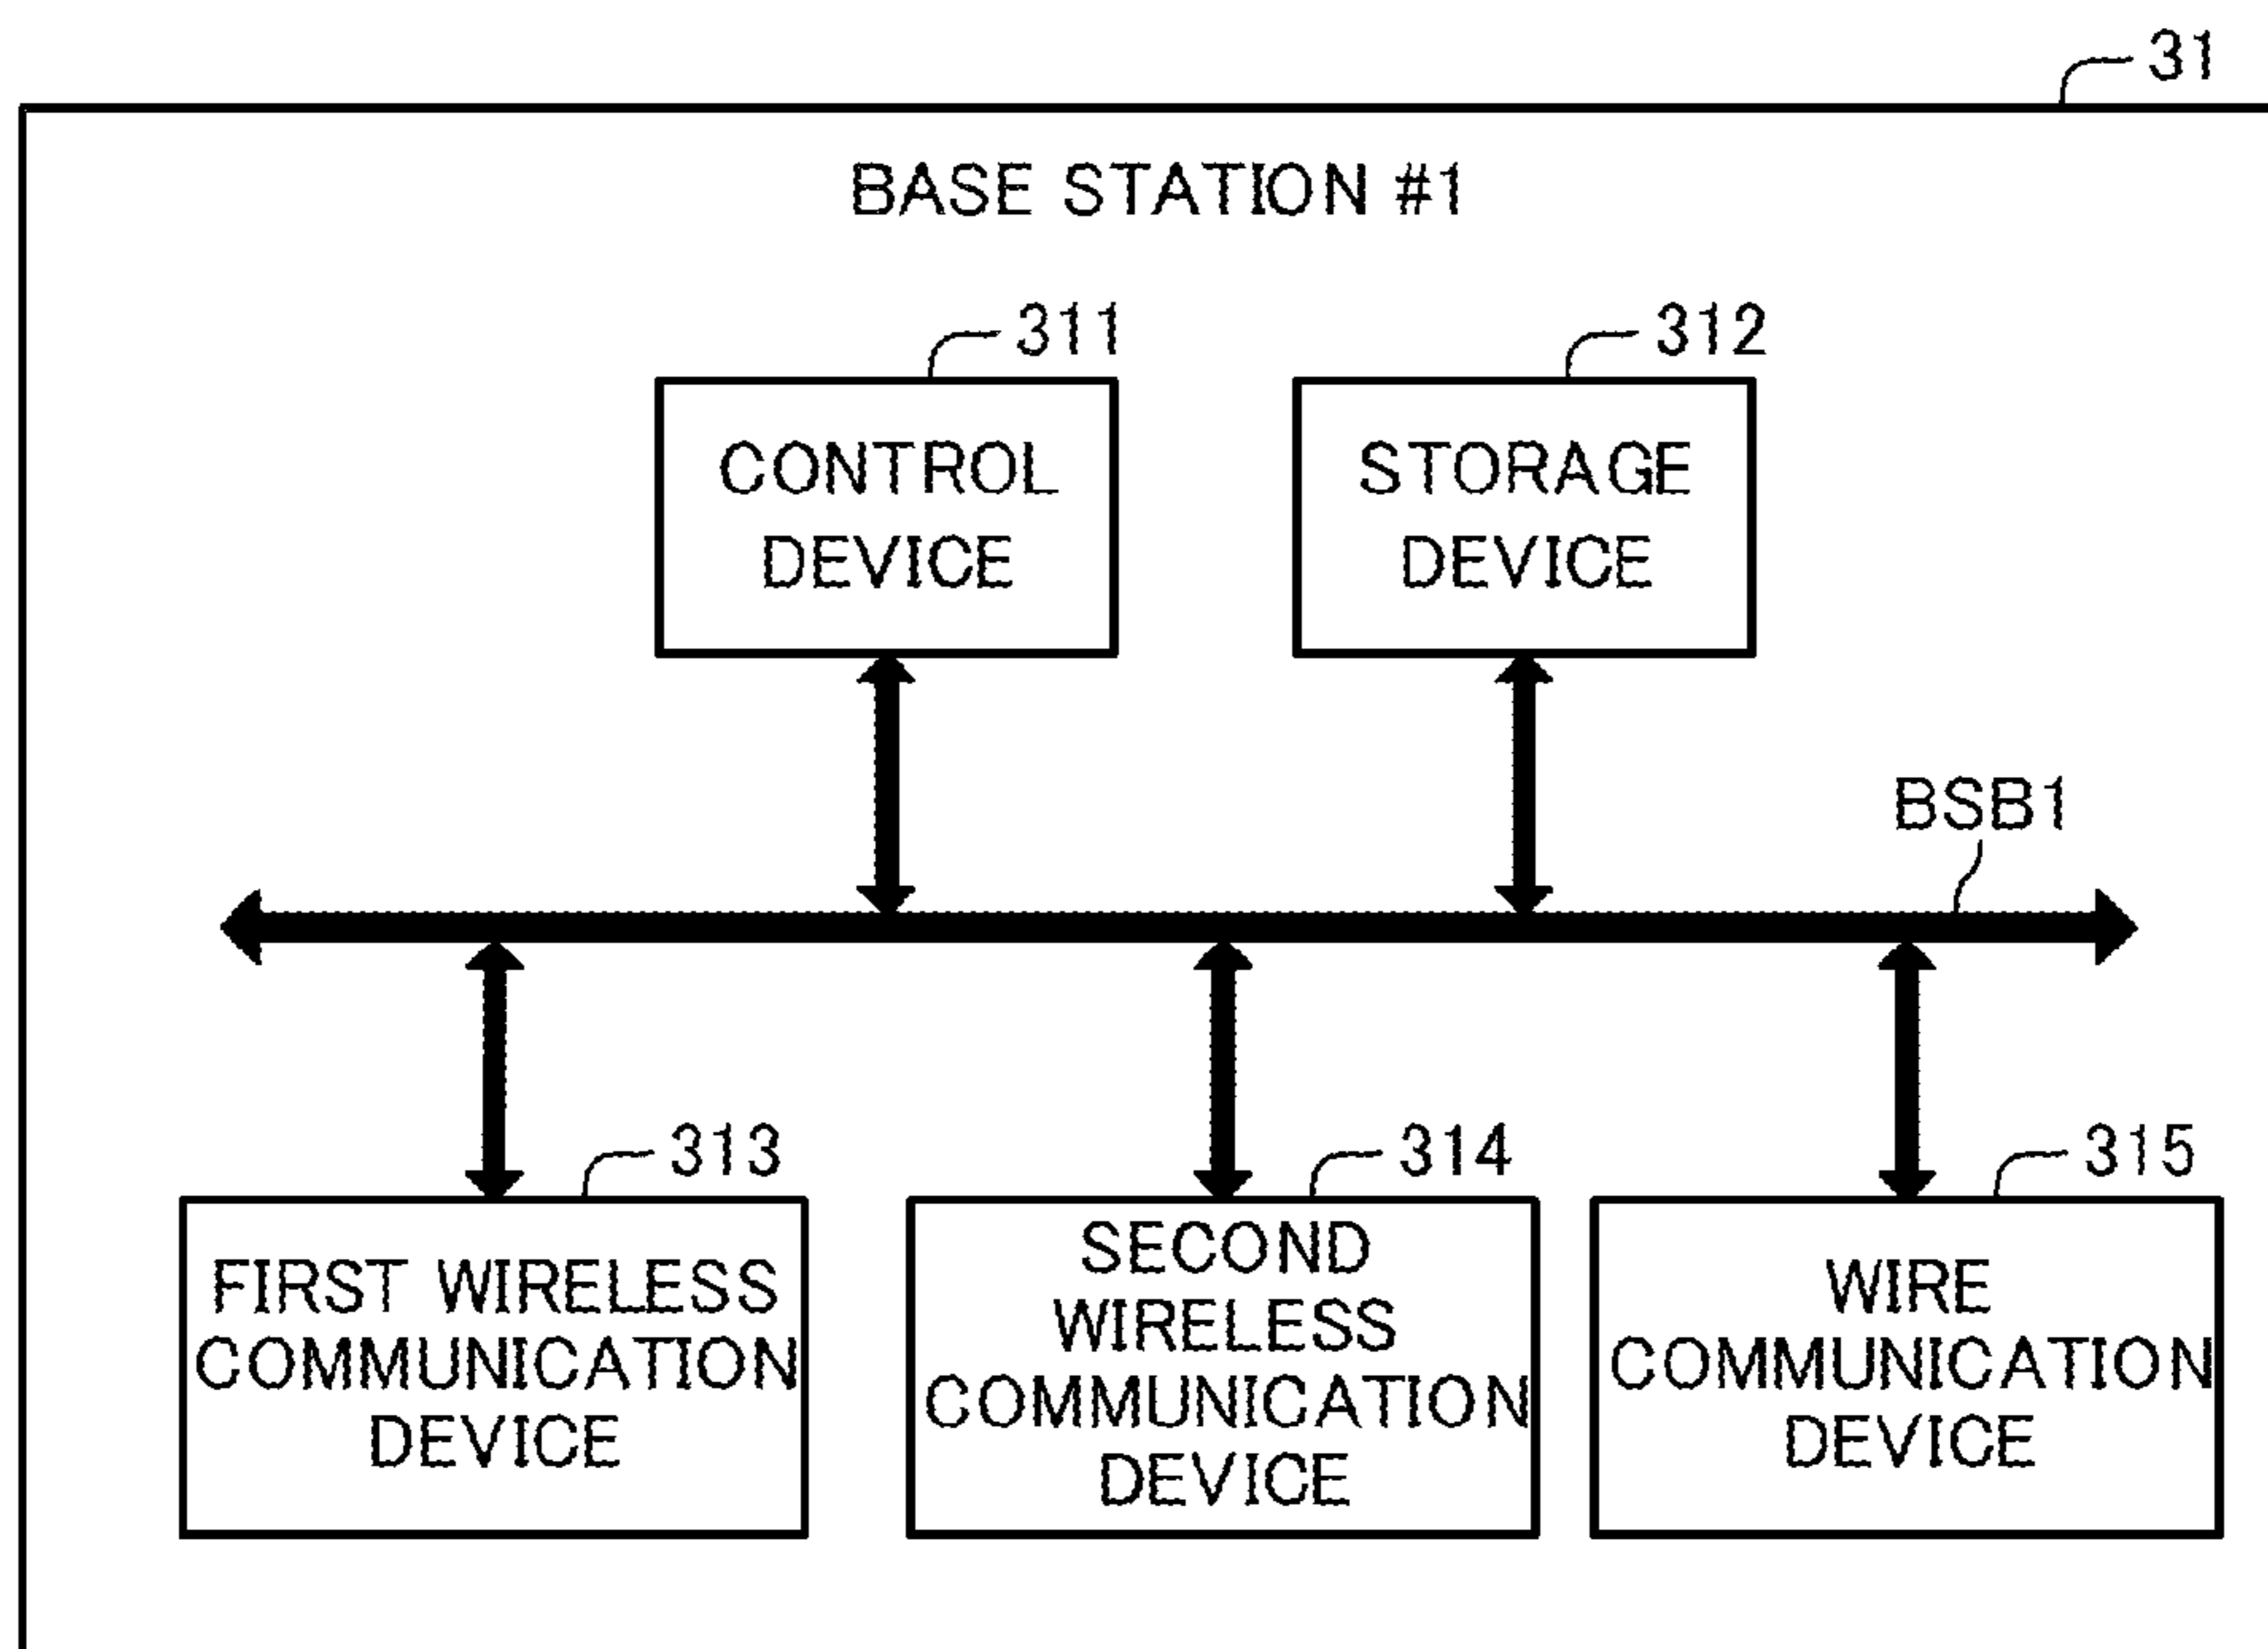 31
BASE STATION #1
311
312
CONTROL
DEVICE
STORAGE
DEVICE
BSB1
313
314
315
FIRST WIRELESS
COMMUNICATION
DEVICE
SECOND
WIRELESS
COMMUNICATION
DEVICE
WIRE
COMMUNICATION
DEVICE